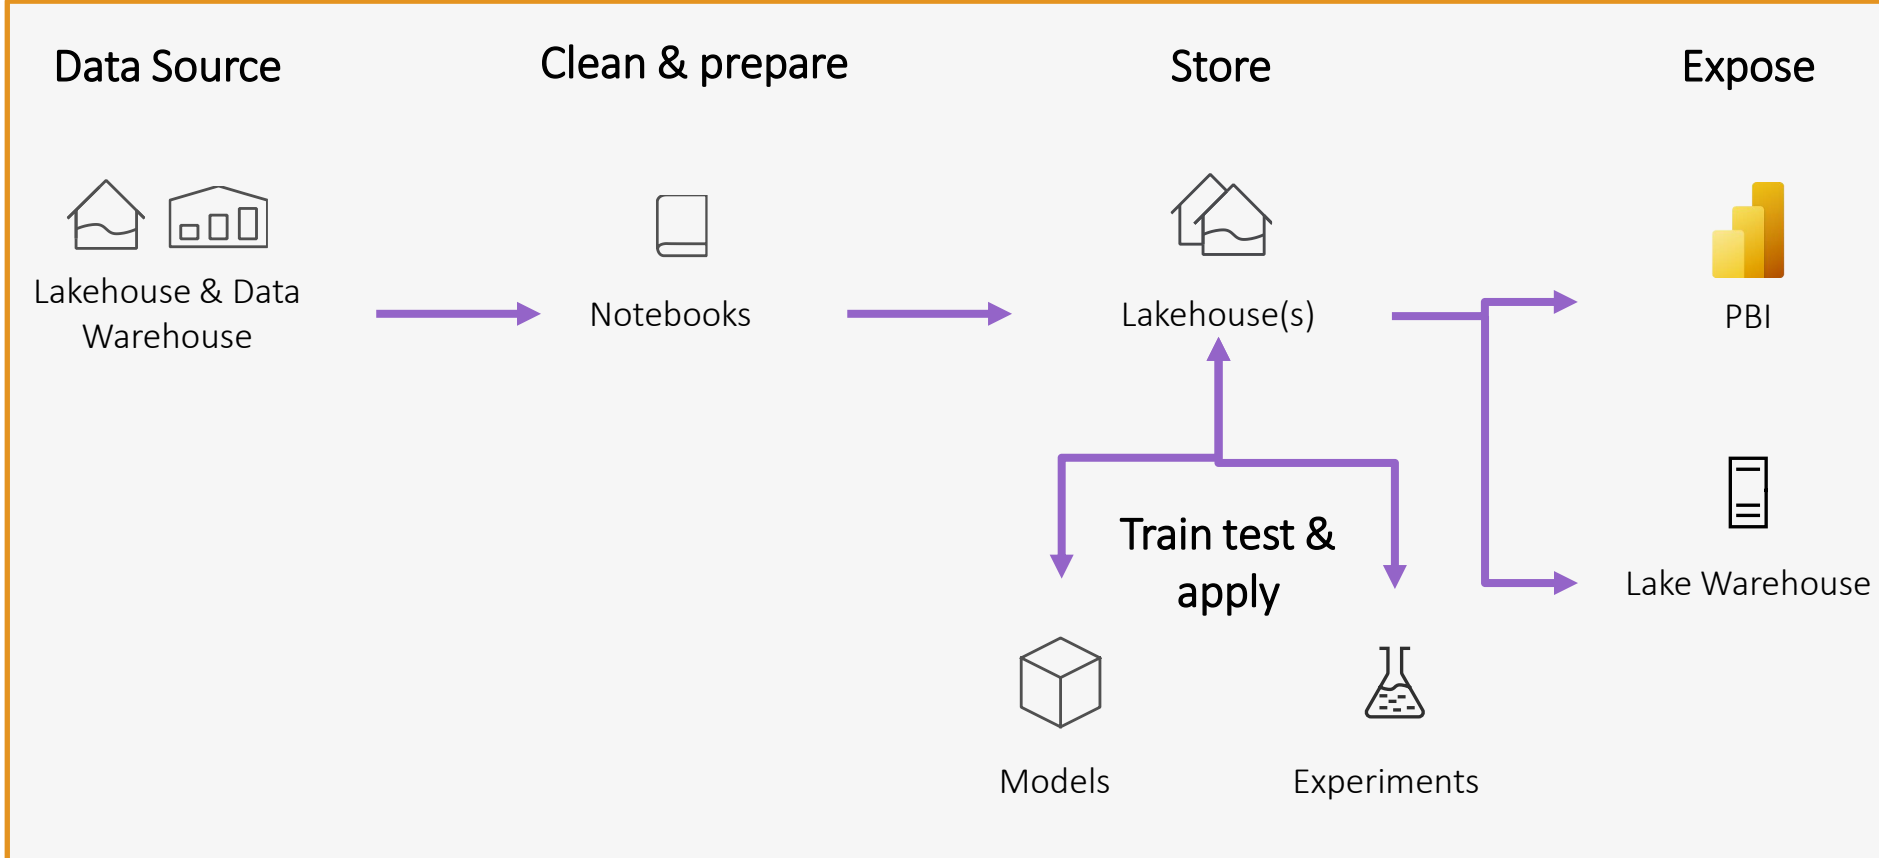 Data Source
Clean & prepare
Store
Expose
Lakehouse & Data
Warehouse
Notebooks
Lakehouse(s)
PBI
Train test &
apply
Lake Warehouse
Models
Experiments